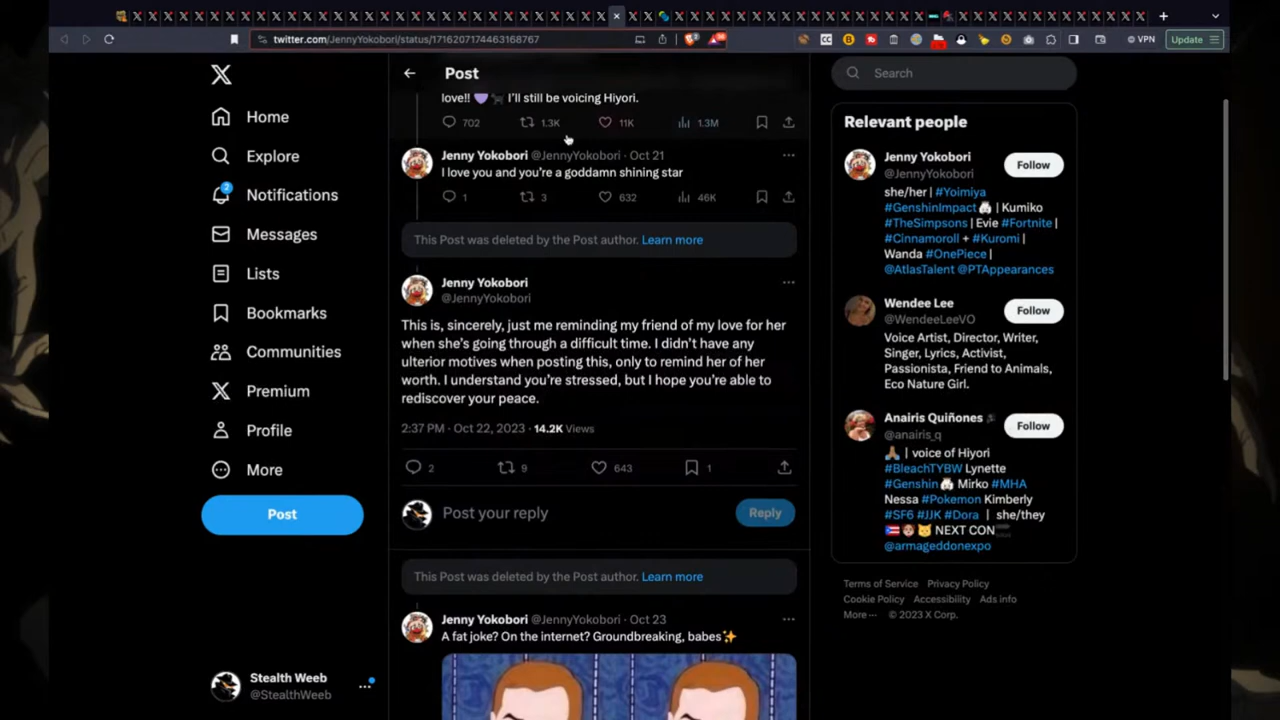 twitter.com/JennyYokobori/status/1716207174463168767
VPN
Update
Home
Explore
2
Notifications
Messages
Lists
Bookmarks
Communities
Premium
Profile
More
Post
Stealth Weeb
@StealthWeeb
Post
love!! 💜 🐈‍⬛ I'll still be voicing Hiyori.
702 1.3K 11K 1.3M
Jenny Yokobori @JennyYokobori · Oct 21
I love you and you're a goddamn shining star
1 3 632 46K
This Post was deleted by the Post author. Learn more
Jenny Yokobori
@JennyYokobori
This is, sincerely, just me reminding my friend of my love for her
when she's going through a difficult time. I didn't have any
ulterior motives when posting this, only to remind her of her
worth. I understand you're stressed, but I hope you're able to
rediscover your peace.
2:37 PM · Oct 22, 2023 · 14.2K Views
2 9 643 1
Post your reply
Reply
This Post was deleted by the Post author. Learn more
Jenny Yokobori @JennyYokobori · Oct 23
A fat joke? On the internet? Groundbreaking, babes✨
Search
Relevant people
Jenny Yokobori
@JennyYokobori
Follow
she/her | #Yoimiya
#GenshinImpact | Kumiko
#TheSimpsons | Evie #Fortnite |
#Cinnamoroll + #Kuromi |
Wanda #OnePiece |
@AtlasTalent @PTAppearances
Wendee Lee
@WendeeLeeVO
Follow
Voice Artist, Director, Writer,
Singer, Lyrics, Activist,
Passionista, Friend to Animals,
Eco Nature Girl.
Anairis Quiñones
@anairis_q
Follow
| voice of Hiyori
#BleachTYBW Lynette
#Genshin Mirko #MHA
Nessa #Pokemon Kimberly
#SF6 #JJK #Dora | she/they
NEXT CON
@armageddonexpo
Terms of Service Privacy Policy
Cookie Policy Accessibility Ads info
More ··· © 2023 X Corp.